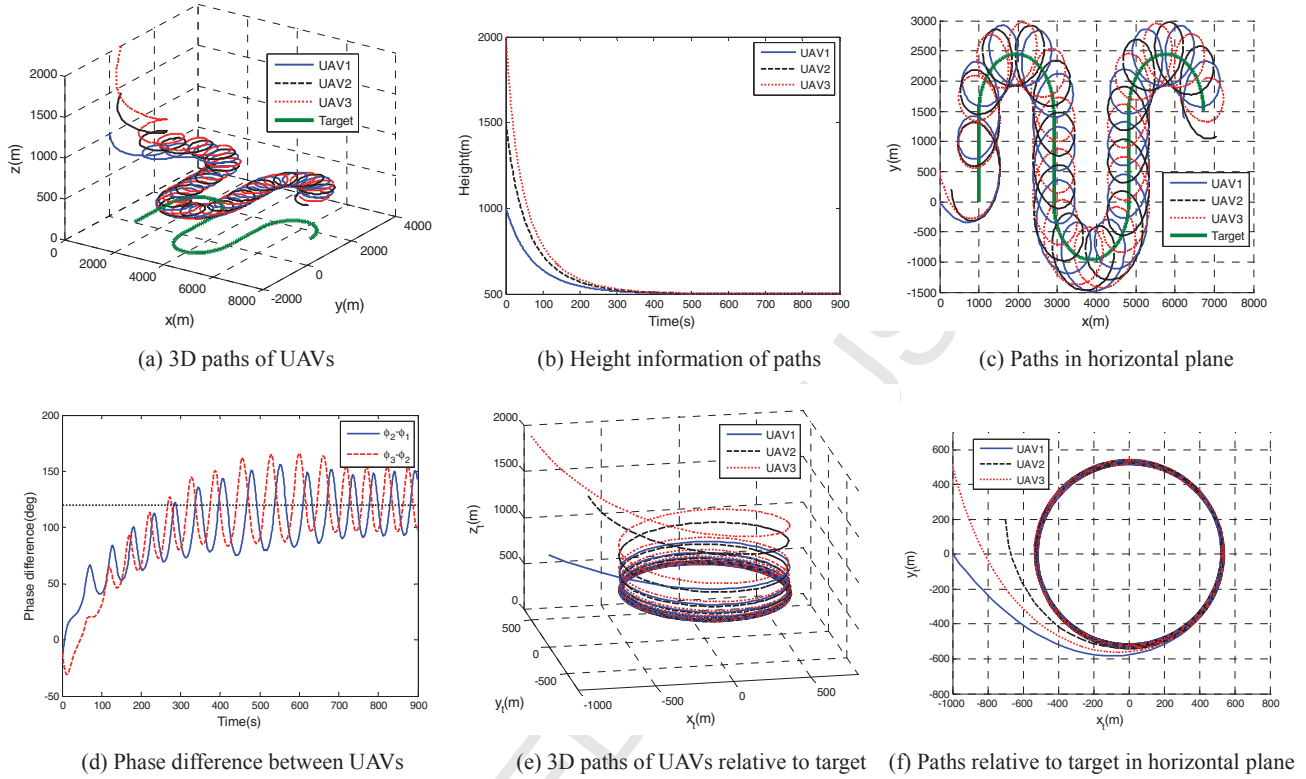 2000
1500
1000
500
0
z(m)
0
2000
4000
6000
8000
x(m)
-2000
0
2000
4000
y(m)
UAV1
UAV2
UAV3
Target
(a) 3D paths of UAVs
2000
1500
1000
500
Height(m)
0 100 200 300 400 500 600 700 800 900
Time(s)
UAV1
UAV2
UAV3
(b) Height information of paths
3000
2500
2000
1500
1000
500
0
-500
-1000
-1500
y(m)
0 1000 2000 3000 4000 5000 6000 7000 8000
x(m)
UAV1
UAV2
UAV3
Target
(c) Paths in horizontal plane
200
150
100
50
0
-50
Phase difference(deg)
0 100 200 300 400 500 600 700 800 900
Time(s)
ϕ2-ϕ1
ϕ3-ϕ2
(d) Phase difference between UAVs
2000
1500
1000
500
0
zt(m)
500
0
-500
yt(m)
-1000
-500
0
500
xt(m)
UAV1
UAV2
UAV3
(e) 3D paths of UAVs relative to target
600
400
200
0
-200
-400
-600
-800
yt(m)
-1000 -800 -600 -400 -200 0 200 400 600 800
xt(m)
UAV1
UAV2
UAV3
(f) Paths relative to target in horizontal plane